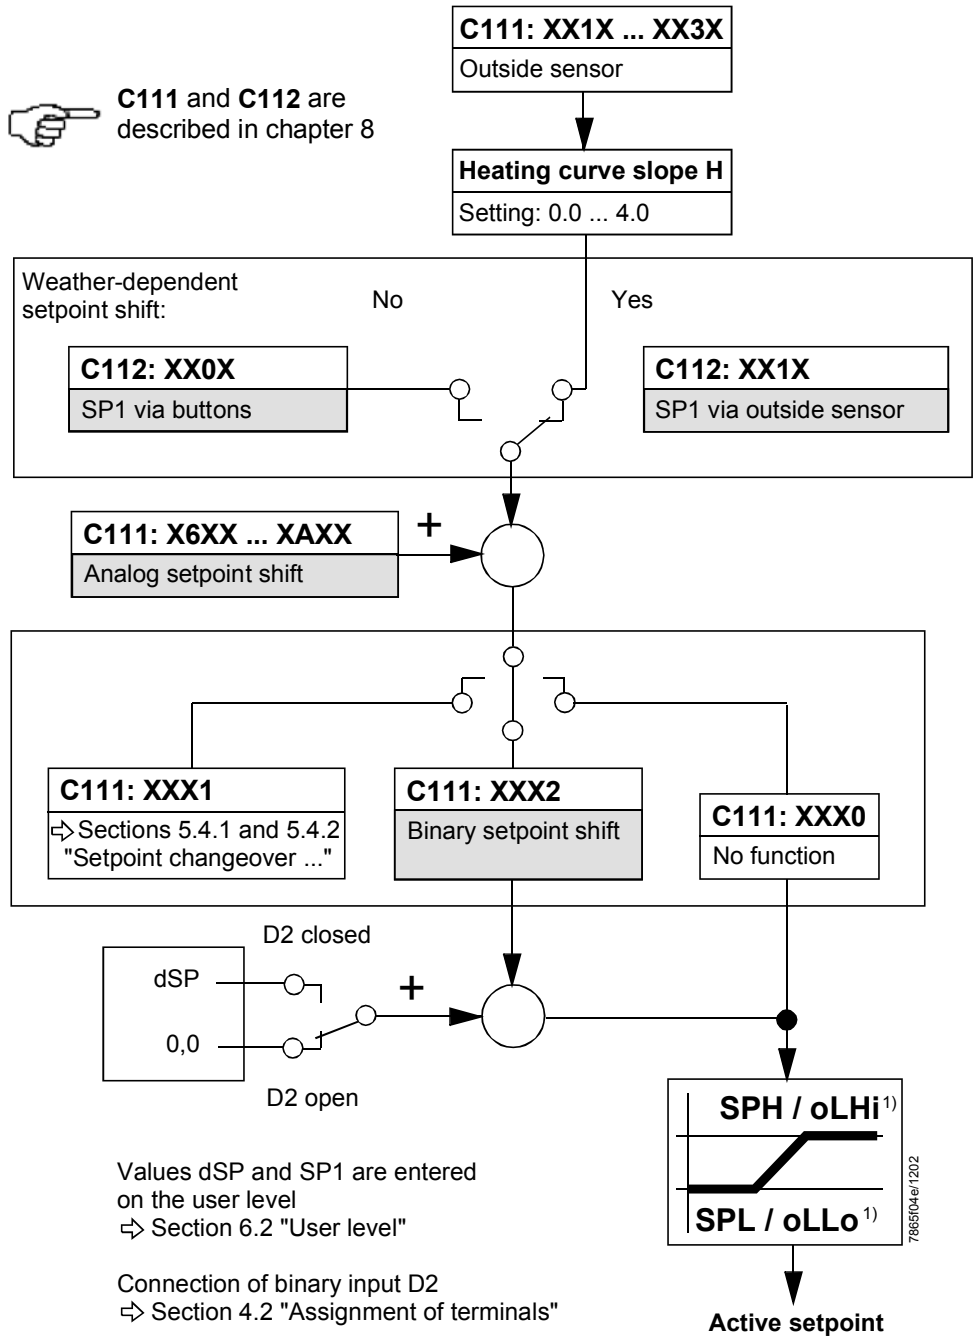 C111: XX1X ... XX3X
Outside sensor
C111 and C112 are
described in chapter 8
Heating curve slope H
Setting: 0.0 ... 4.0
Weather-dependent
setpoint shift:
No
Yes
C112: XX0X
SP1 via buttons
C112: XX1X
SP1 via outside sensor
C111: X6XX ... XAXX
Analog setpoint shift
+
C111: XXX1
⇨ Sections 5.4.1 and 5.4.2
"Setpoint changeover ..."
C111: XXX2
Binary setpoint shift
C111: XXX0
No function
D2 closed
dSP
0,0
+
D2 open
SPH / oLHi 1)
SPL / oLLo 1)
7865f04e/1202
Values dSP and SP1 are entered
on the user level
⇨ Section 6.2 "User level"
Connection of binary input D2
⇨ Section 4.2 "Assignment of terminals"
Active setpoint